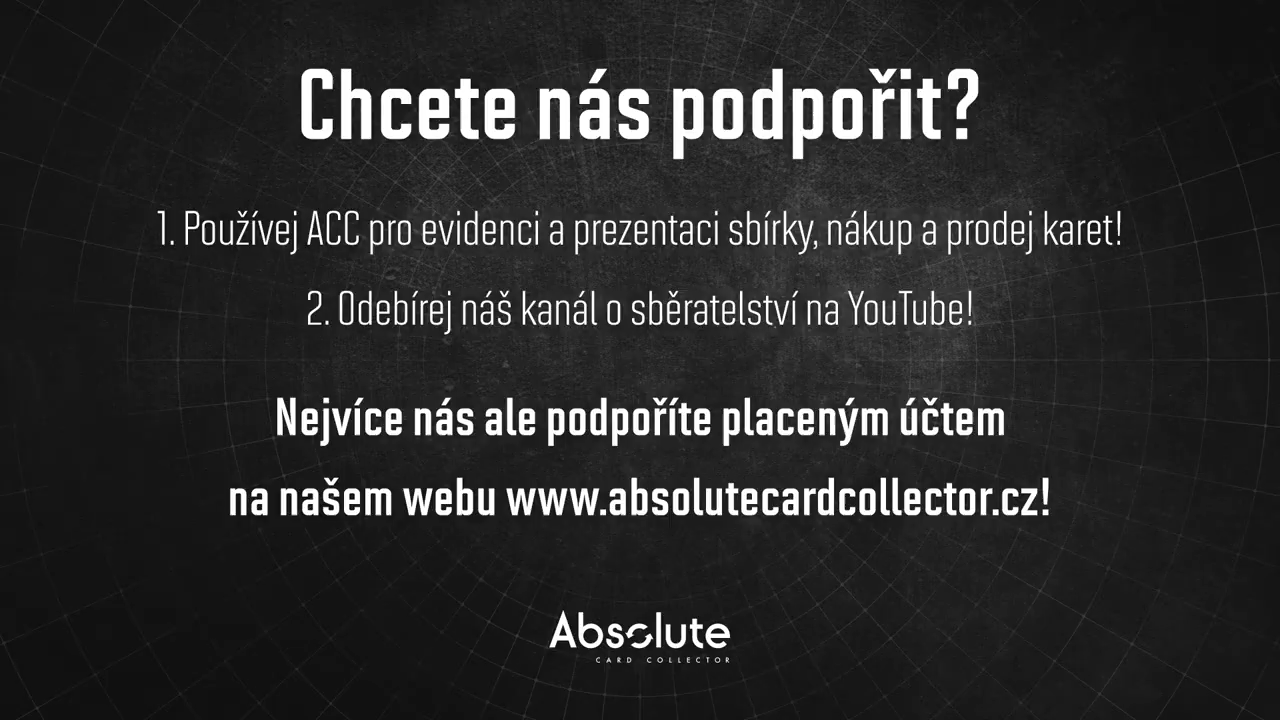 Chcete nás podpořit?
1. Používej ACC pro evidenci a prezentaci sbírky, nákup a prodej karet!
2. Odebírej náš kanál o sběratelství na YouTube!
Nejvíce nás ale podpoříte placeným účtem
na našem webu www.absolutecardcollector.cz!
Absolute
CARD COLLECTOR